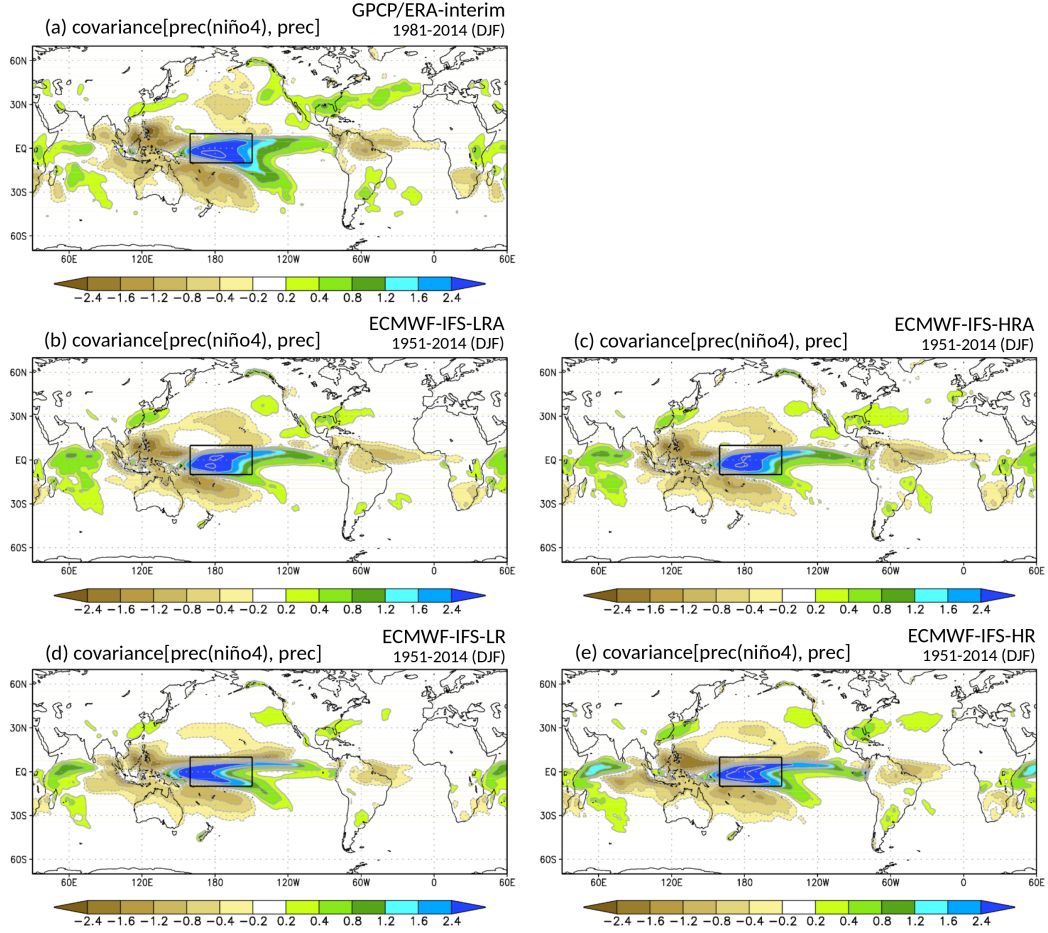 GPCP/ERA-interim
(a) covariance[prec(niño4), prec] 1981-2014 (DJF)
60N
30N
EQ
30S
60S
60E 120E 180 120W 60W 0 60E
−2.4 −1.6 −1.2 −0.8 −0.4 −0.2 0.2 0.4 0.8 1.2 1.6 2.4
ECMWF-IFS-LRA
(b) covariance[prec(niño4), prec] 1951-2014 (DJF)
60N
30N
EQ
30S
60S
60E 120E 180 120W 60W 0 60E
−2.4 −1.6 −1.2 −0.8 −0.4 −0.2 0.2 0.4 0.8 1.2 1.6 2.4
ECMWF-IFS-HRA
(c) covariance[prec(niño4), prec] 1951-2014 (DJF)
60N
30N
EQ
30S
60S
60E 120E 180 120W 60W 0 60E
−2.4 −1.6 −1.2 −0.8 −0.4 −0.2 0.2 0.4 0.8 1.2 1.6 2.4
ECMWF-IFS-LR
(d) covariance[prec(niño4), prec] 1951-2014 (DJF)
60N
30N
EQ
30S
60S
60E 120E 180 120W 60W 0 60E
−2.4 −1.6 −1.2 −0.8 −0.4 −0.2 0.2 0.4 0.8 1.2 1.6 2.4
ECMWF-IFS-HR
(e) covariance[prec(niño4), prec] 1951-2014 (DJF)
60N
30N
EQ
30S
60S
60E 120E 180 120W 60W 0 60E
−2.4 −1.6 −1.2 −0.8 −0.4 −0.2 0.2 0.4 0.8 1.2 1.6 2.4